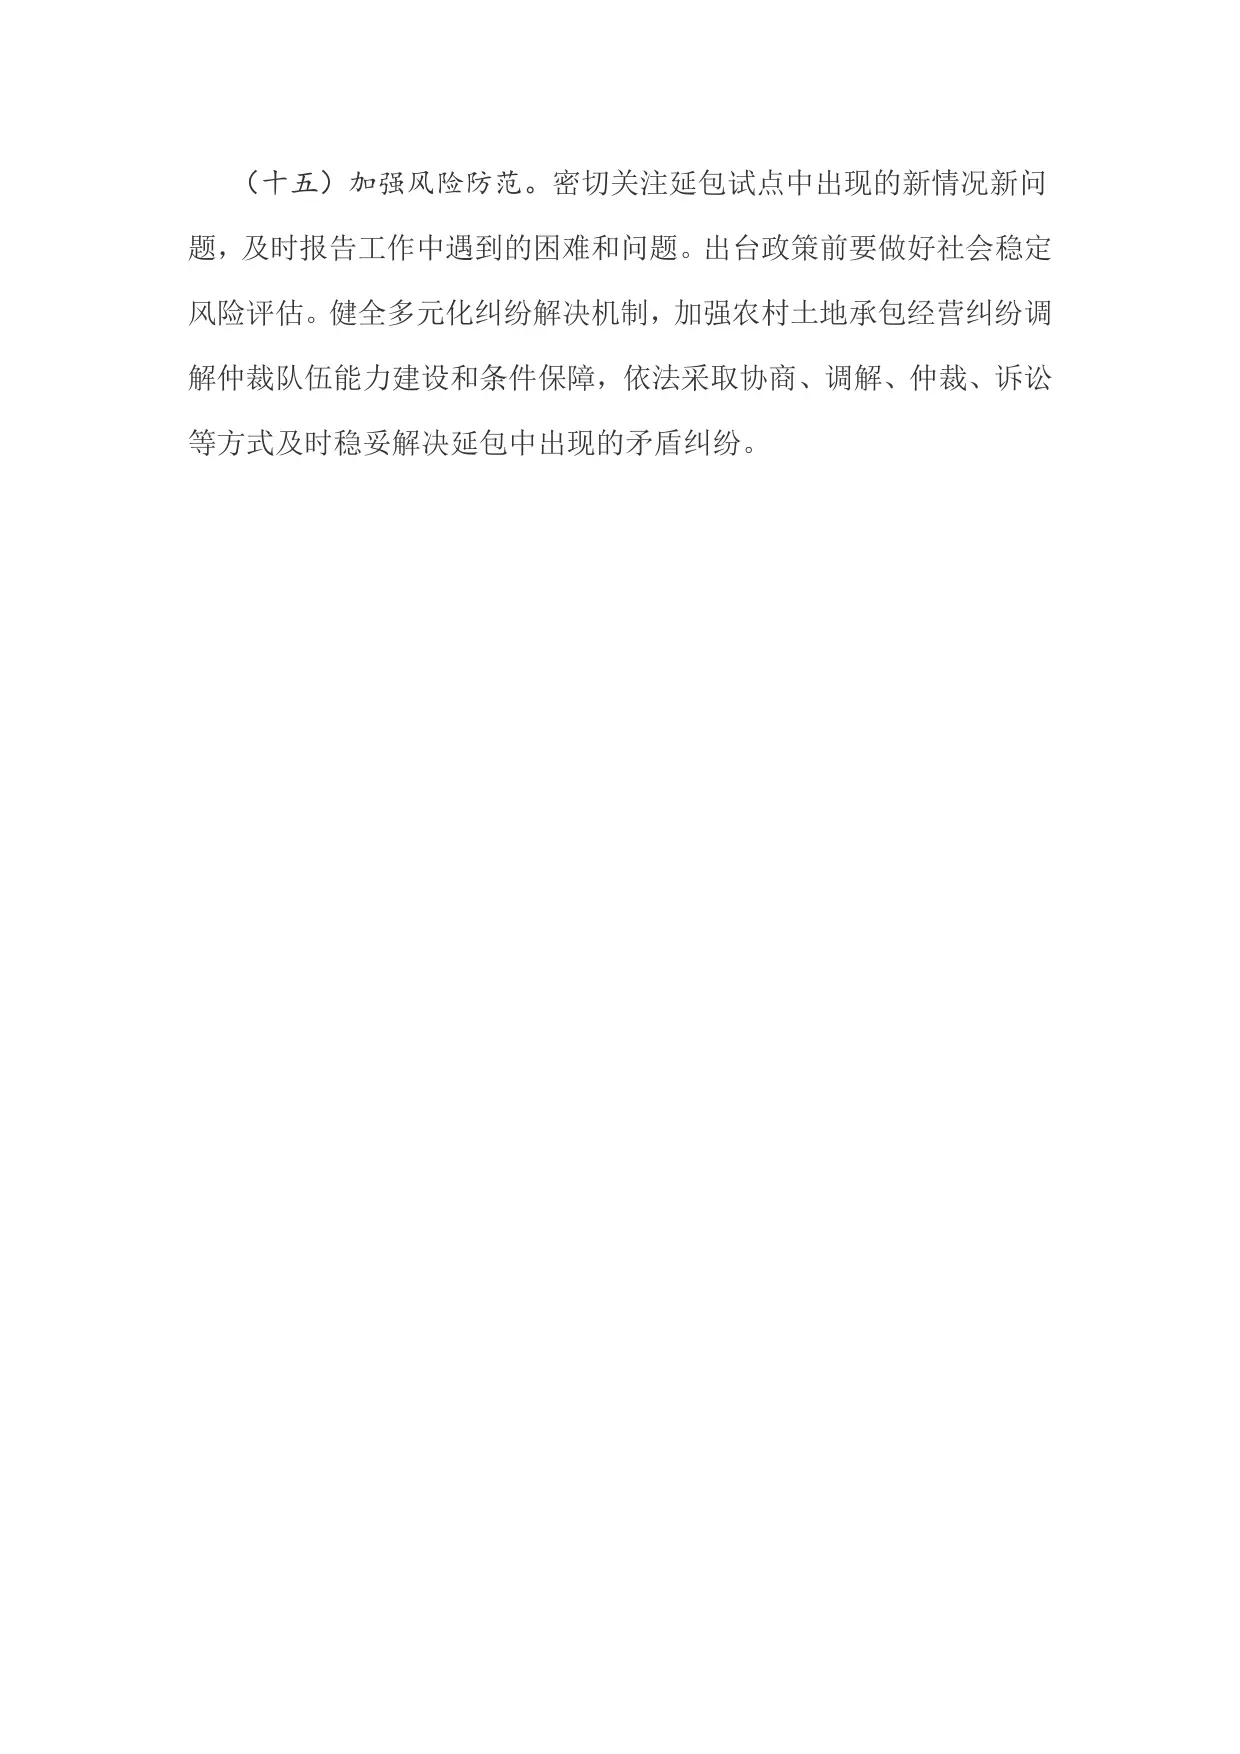 （十五）加强风险防范。密切关注延包试点中出现的新情况新问
题，及时报告工作中遇到的困难和问题。出台政策前要做好社会稳定
风险评估。健全多元化纠纷解决机制，加强农村土地承包经营纠纷调
解仲裁队伍能力建设和条件保障，依法采取协商、调解、仲裁、诉讼
等方式及时稳妥解决延包中出现的矛盾纠纷。